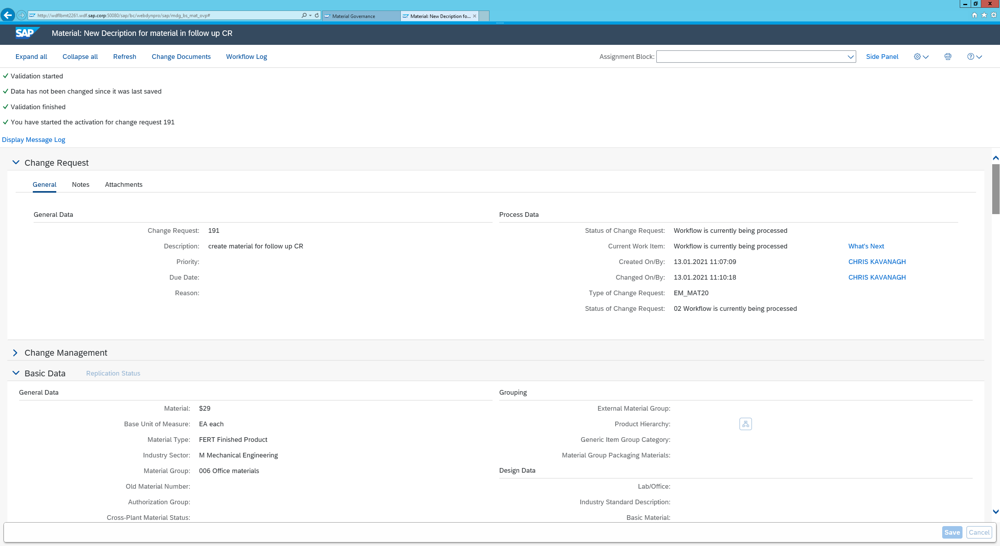 http://wdflbmt2261.wdf.sap.corp:50080/sap/bc/webdynpro/sap/mdg_bs_mat_ovp#
Material Governance
Material: New Decription fo...
SAP
Material: New Decription for material in follow up CR
Expand all
Collapse all
Refresh
Change Documents
Workflow Log
Assignment Block:
Side Panel
Validation started
Data has not been changed since it was last saved
Validation finished
You have started the activation for change request 191
Display Message Log
Change Request
General
Notes
Attachments
General Data
Change Request: 191
Description: create material for follow up CR
Priority:
Due Date:
Reason:
Process Data
Status of Change Request: Workflow is currently being processed
Current Work Item: Workflow is currently being processed What's Next
Created On/By: 13.01.2021 11:07:09 CHRIS KAVANAGH
Changed On/By: 13.01.2021 11:10:18 CHRIS KAVANAGH
Type of Change Request: EM_MAT20
Status of Change Request: 02 Workflow is currently being processed
Change Management
Basic Data
Replication Status
General Data
Material: $29
Base Unit of Measure: EA each
Material Type: FERT Finished Product
Industry Sector: M Mechanical Engineering
Material Group: 006 Office materials
Old Material Number:
Authorization Group:
Cross-Plant Material Status:
Grouping
External Material Group:
Product Hierarchy:
Generic Item Group Category:
Material Group Packaging Materials:
Design Data
Lab/Office:
Industry Standard Description:
Basic Material:
Save
Cancel